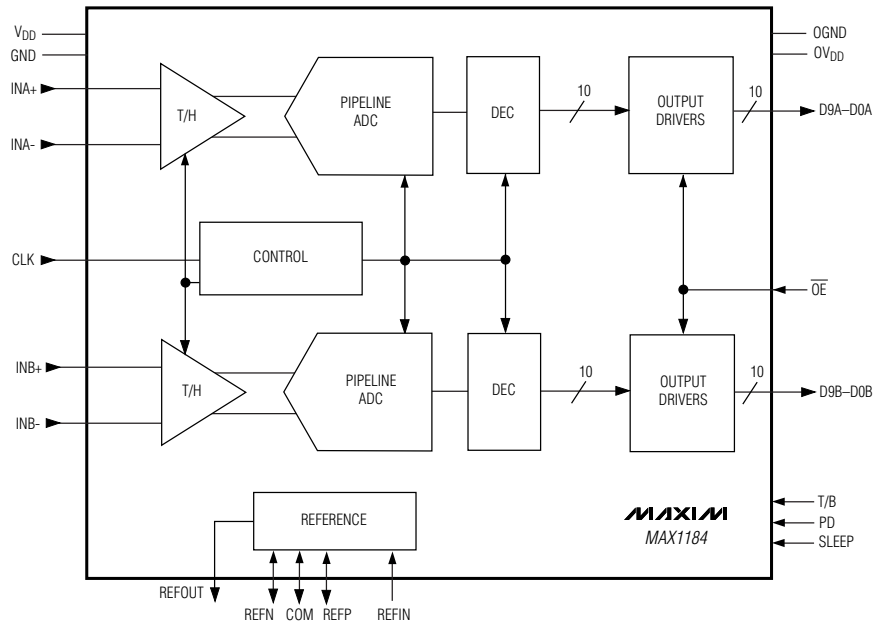 VDD
GND
OGND
OVDD
INA+
INA-
T/H
PIPELINE
ADC
DEC
10
OUTPUT
DRIVERS
10
D9A–D0A
CLK
CONTROL
OE
INB+
INB-
T/H
PIPELINE
ADC
DEC
10
OUTPUT
DRIVERS
10
D9B–D0B
REFERENCE
MAXIM
MAX1184
T/B
PD
SLEEP
REFOUT
REFN
COM
REFP
REFIN